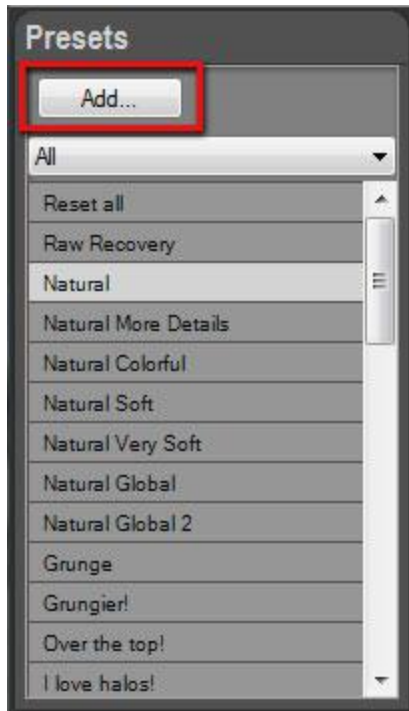 Presets
Add...
All
Reset all
Raw Recovery
Natural
Natural More Details
Natural Colorful
Natural Soft
Natural Very Soft
Natural Global
Natural Global 2
Grunge
Grungier!
Over the top!
I love halos!